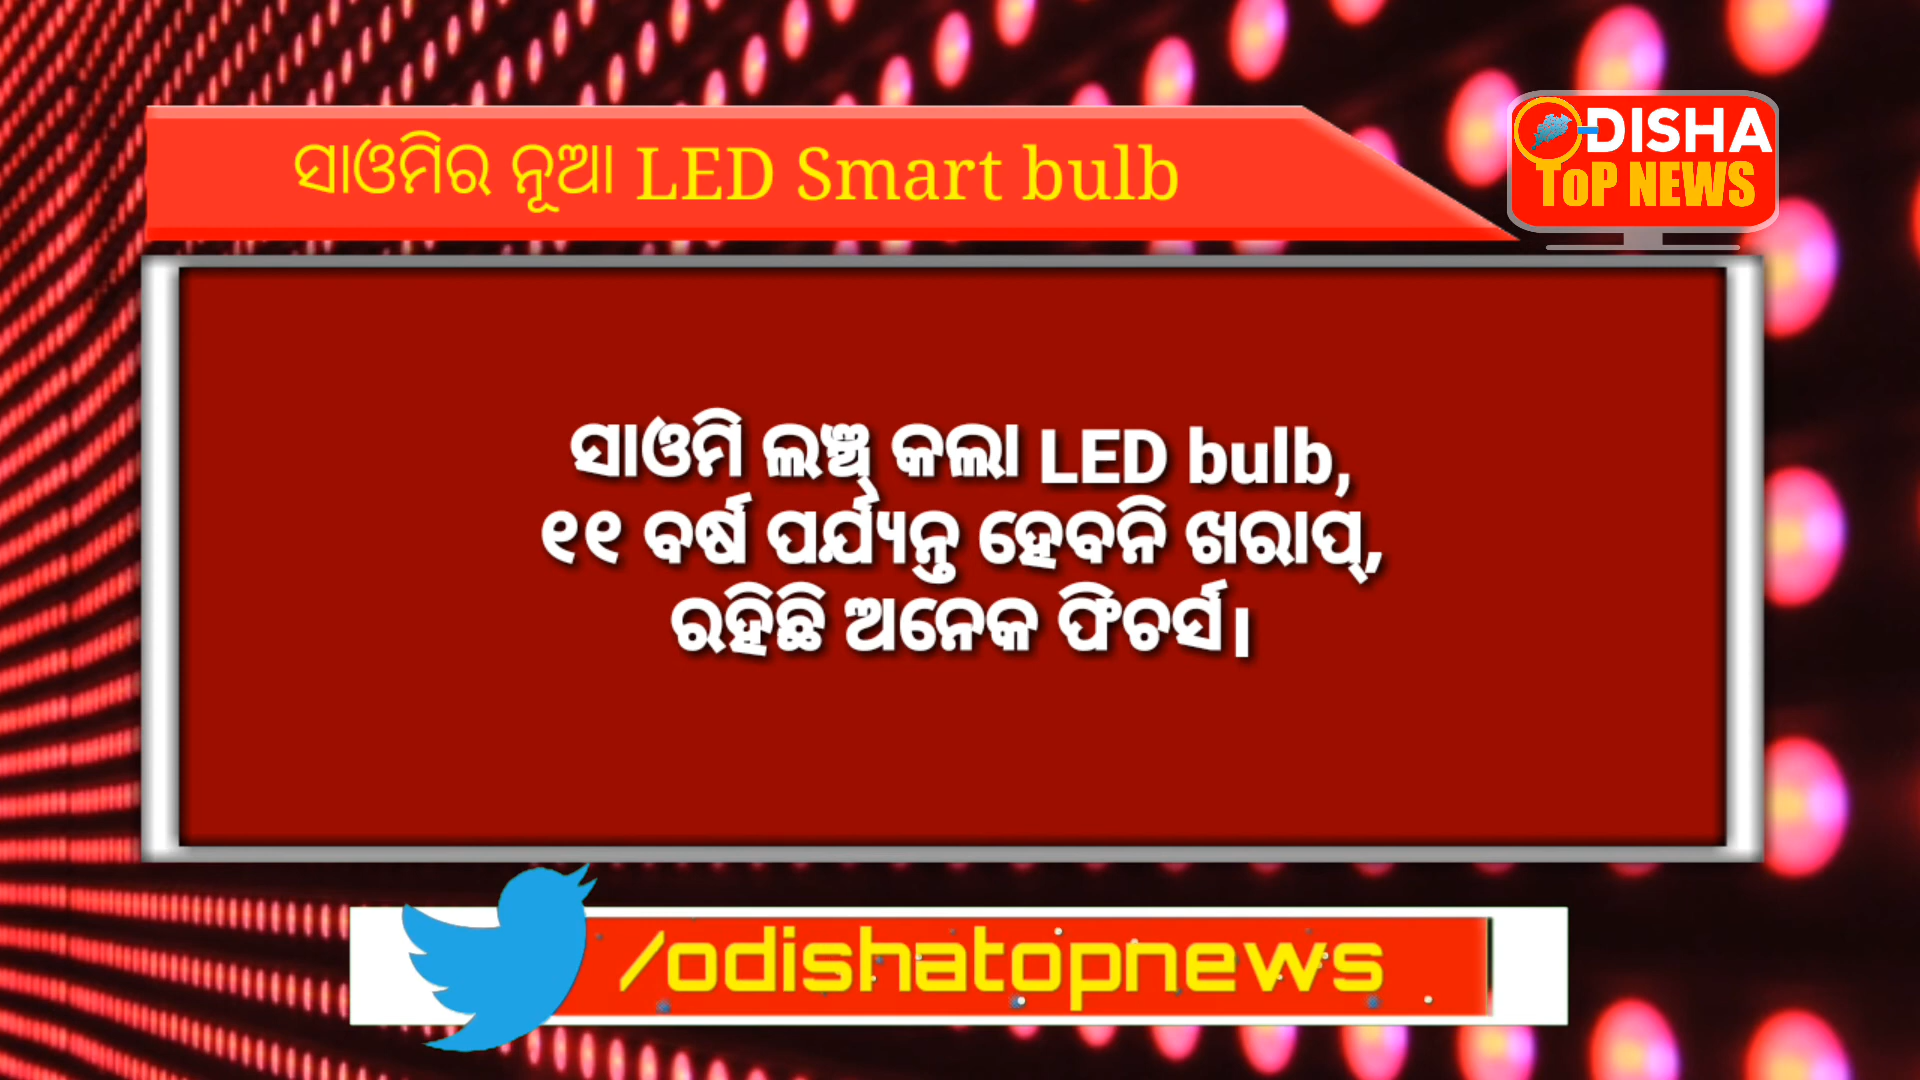 ସାଓମିର ନୂଆ LED Smart bulb
ODISHA
ToP NEWS
ସାଓମି ଲଞ୍ଚ୍ କଲା LED bulb,
୧୧ ବର୍ଷ ପର୍ଯ୍ୟନ୍ତ ହେବନି ଖରାପ୍,
ରହିଛି ଅନେକ ଫିଚର୍ସ।
/odishatopnews